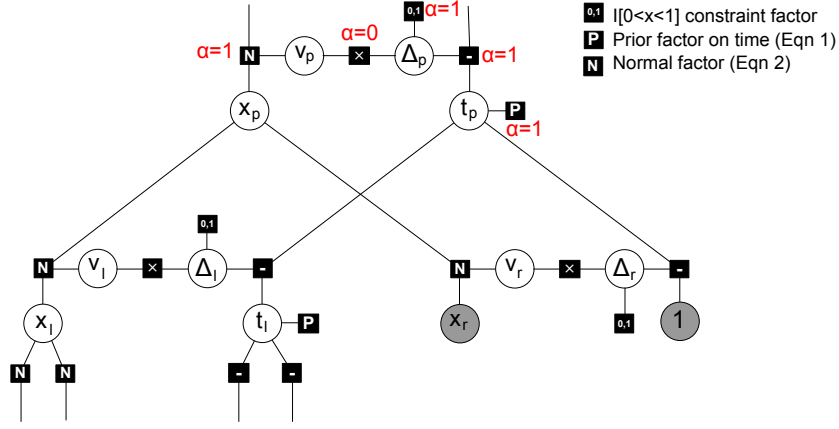 0,1 α=1 0,1 I[0<x<1] constraint factor
α=0 P Prior factor on time (Eqn 1)
α=1 N v_p × Δ_p - α=1 N Normal factor (Eqn 2)
x_p t_p P
α=1
0,1
N v_l × Δ_l - N v_r × Δ_r -
x_l t_l P x_r 0,1 1
N N - -